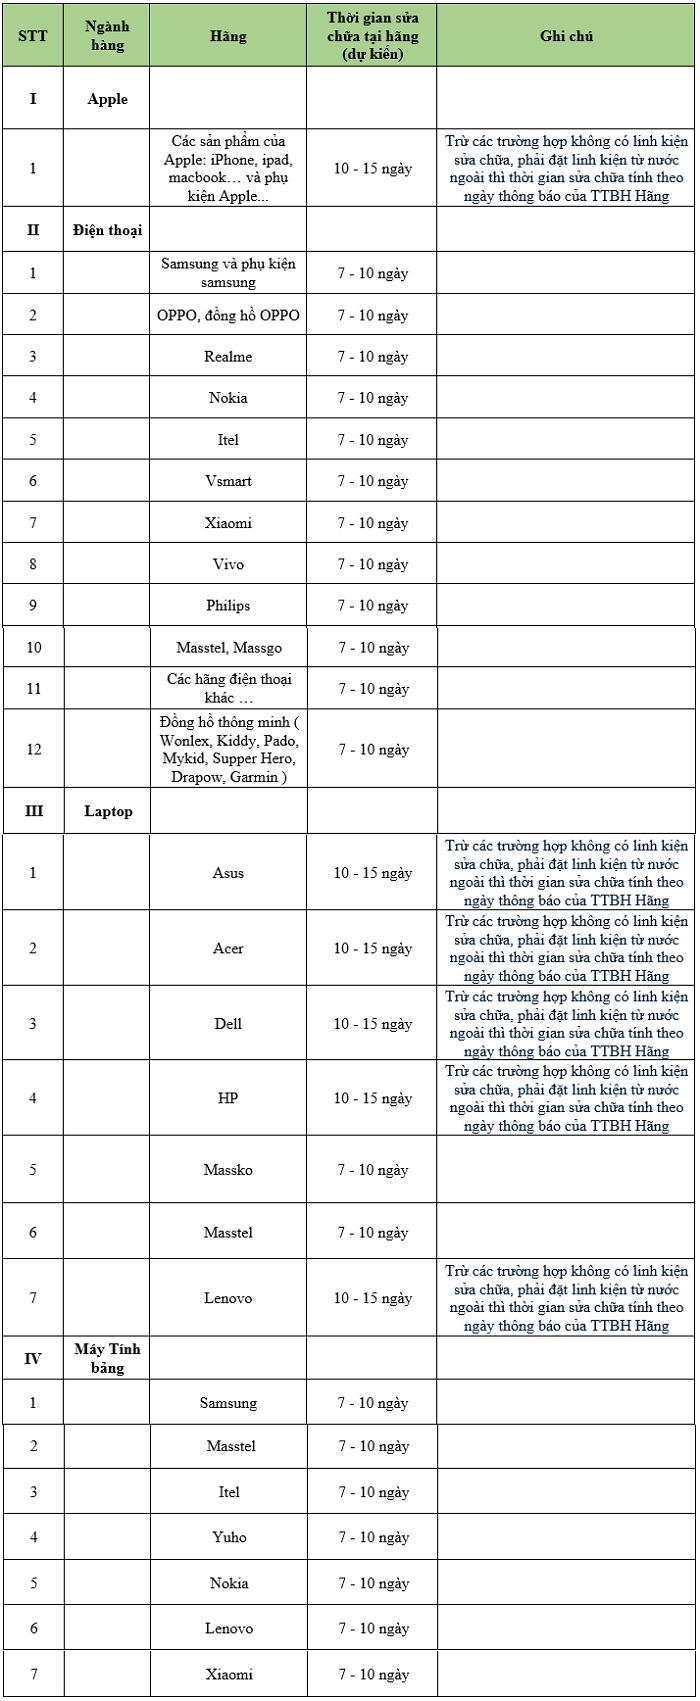 STT
Ngành
hàng
Hãng
Thời gian sửa
chữa tại hãng
(dự kiến)
Ghi chú
I
Apple
1
Các sản phẩm của
Apple: iPhone, ipad,
macbook… và phụ
kiện Apple...
10 - 15 ngày
Trừ các trường hợp không có linh kiện
sửa chữa, phải đặt linh kiện từ nước
ngoài thì thời gian sửa chữa tính theo
ngày thông báo của TTBH Hãng
II
Điện thoại
1
Samsung và phụ kiện
samsung
7 - 10 ngày
2
OPPO, đồng hồ OPPO
7 - 10 ngày
3
Realme
7 - 10 ngày
4
Nokia
7 - 10 ngày
5
Itel
7 - 10 ngày
6
Vsmart
7 - 10 ngày
7
Xiaomi
7 - 10 ngày
8
Vivo
7 - 10 ngày
9
Philips
7 - 10 ngày
10
Masstel, Massgo
7 - 10 ngày
11
Các hãng điện thoại
khác …
7 - 10 ngày
12
Đồng hồ thông minh (
Wonlex, Kiddy, Pado,
Mykid, Supper Hero,
Drapow, Garmin )
7 - 10 ngày
III
Laptop
1
Asus
10 - 15 ngày
Trừ các trường hợp không có linh kiện
sửa chữa, phải đặt linh kiện từ nước
ngoài thì thời gian sửa chữa tính theo
ngày thông báo của TTBH Hãng
2
Acer
10 - 15 ngày
Trừ các trường hợp không có linh kiện
sửa chữa, phải đặt linh kiện từ nước
ngoài thì thời gian sửa chữa tính theo
ngày thông báo của TTBH Hãng
3
Dell
10 - 15 ngày
Trừ các trường hợp không có linh kiện
sửa chữa, phải đặt linh kiện từ nước
ngoài thì thời gian sửa chữa tính theo
ngày thông báo của TTBH Hãng
4
HP
10 - 15 ngày
Trừ các trường hợp không có linh kiện
sửa chữa, phải đặt linh kiện từ nước
ngoài thì thời gian sửa chữa tính theo
ngày thông báo của TTBH Hãng
5
Massko
7 - 10 ngày
6
Masstel
7 - 10 ngày
7
Lenovo
10 - 15 ngày
Trừ các trường hợp không có linh kiện
sửa chữa, phải đặt linh kiện từ nước
ngoài thì thời gian sửa chữa tính theo
ngày thông báo của TTBH Hãng
IV
Máy Tính
bảng
1
Samsung
7 - 10 ngày
2
Masstel
7 - 10 ngày
3
Itel
7 - 10 ngày
4
Yuho
7 - 10 ngày
5
Nokia
7 - 10 ngày
6
Lenovo
7 - 10 ngày
7
Xiaomi
7 - 10 ngày